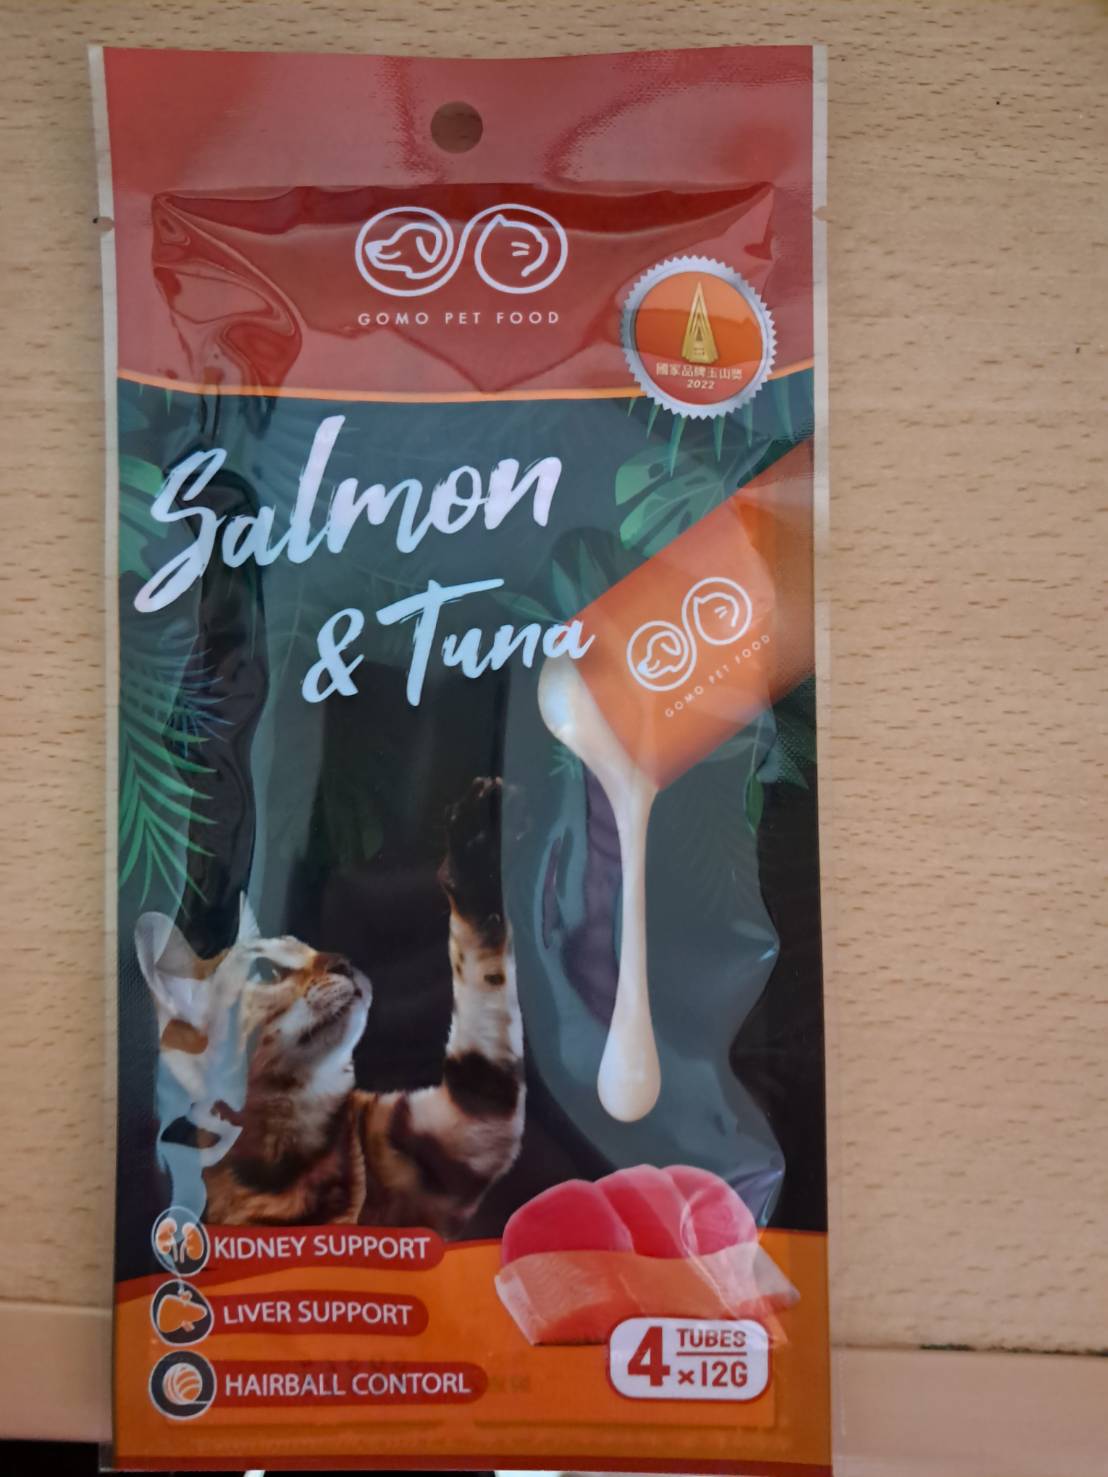 GOMO PET FOOD
國家品牌玉山獎
2022
Salmon
& Tuna
GOMO PET FOOD
KIDNEY SUPPORT
LIVER SUPPORT
HAIRBALL CONTORL
4 TUBES
×12G